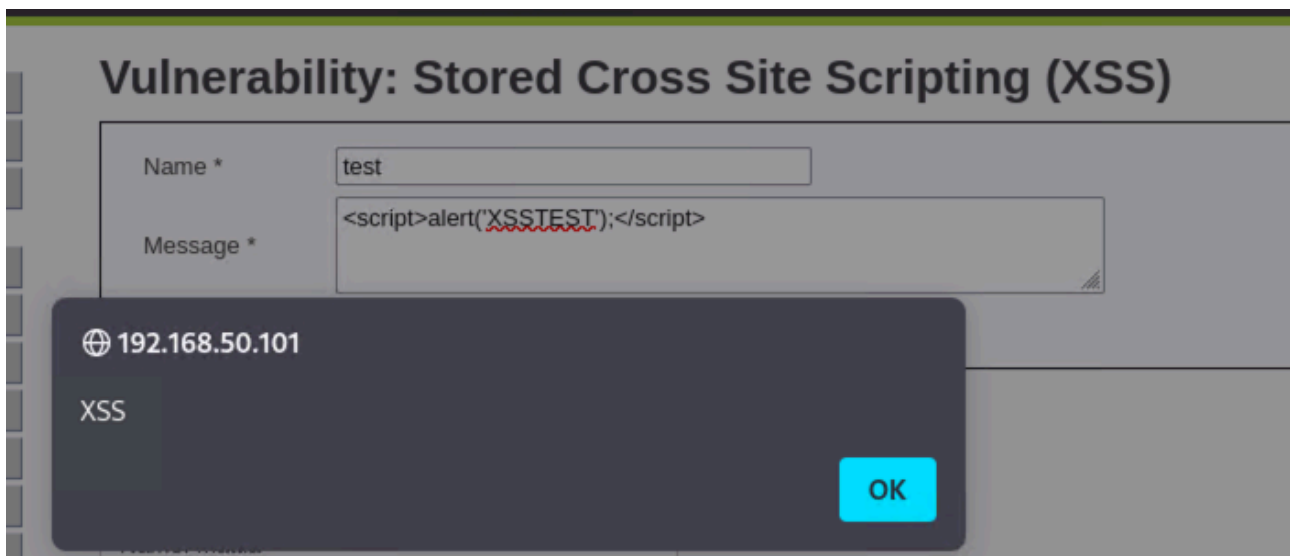 Vulnerability: Stored Cross Site Scripting (XSS)
Name * test
<script>alert('XSSTEST');</script>
Message *
192.168.50.101
XSS
OK